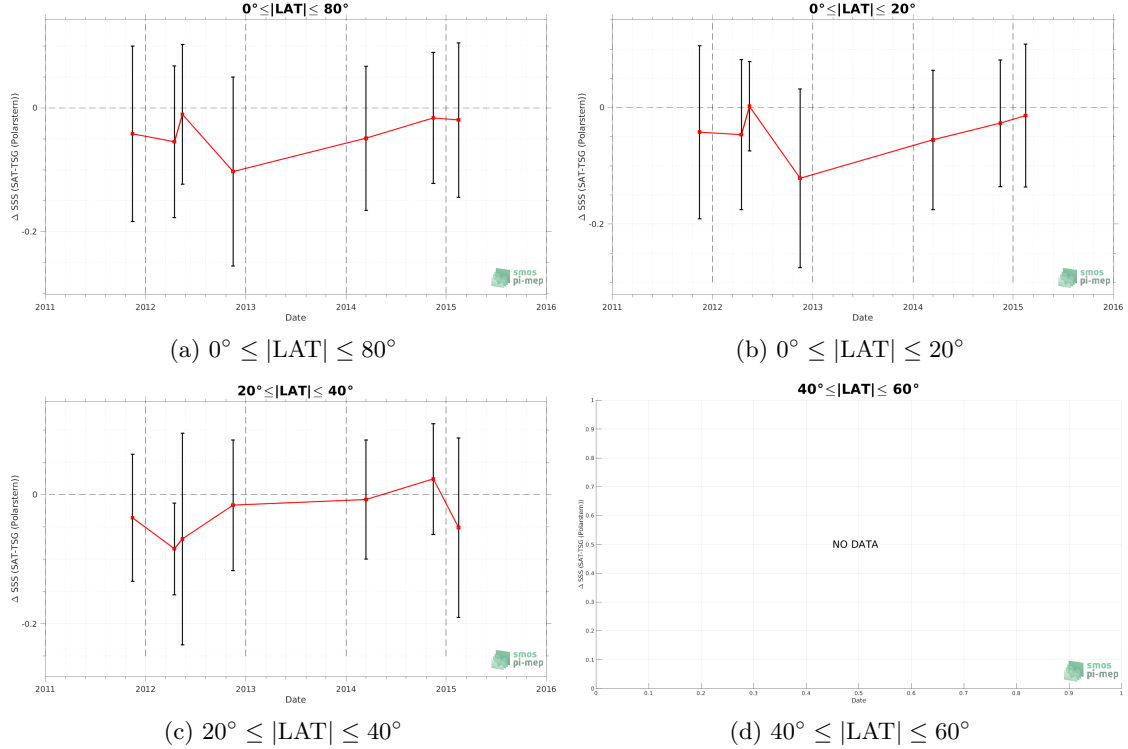 0°≤|LAT|≤ 80°
Δ SSS (SAT-TSG (Polarstern))
0
-0.2
2011 2012 2013 2014 2015 2016
Date
smos
pi-mep
(a) 0° ≤ |LAT| ≤ 80°
0°≤|LAT|≤ 20°
Δ SSS (SAT-TSG (Polarstern))
0
-0.2
2011 2012 2013 2014 2015 2016
Date
smos
pi-mep
(b) 0° ≤ |LAT| ≤ 20°
20°≤|LAT|≤ 40°
Δ SSS (SAT-TSG (Polarstern))
0
-0.2
2011 2012 2013 2014 2015 2016
Date
smos
pi-mep
(c) 20° ≤ |LAT| ≤ 40°
40°≤|LAT|≤ 60°
Δ SSS (SAT-TSG (Polarstern))
1
0.9
0.8
0.7
0.6
0.5
0.4
0.3
0.2
0.1
0
NO DATA
0 0.1 0.2 0.3 0.4 0.5 0.6 0.7 0.8 0.9 1
Date
smos
pi-mep
(d) 40° ≤ |LAT| ≤ 60°